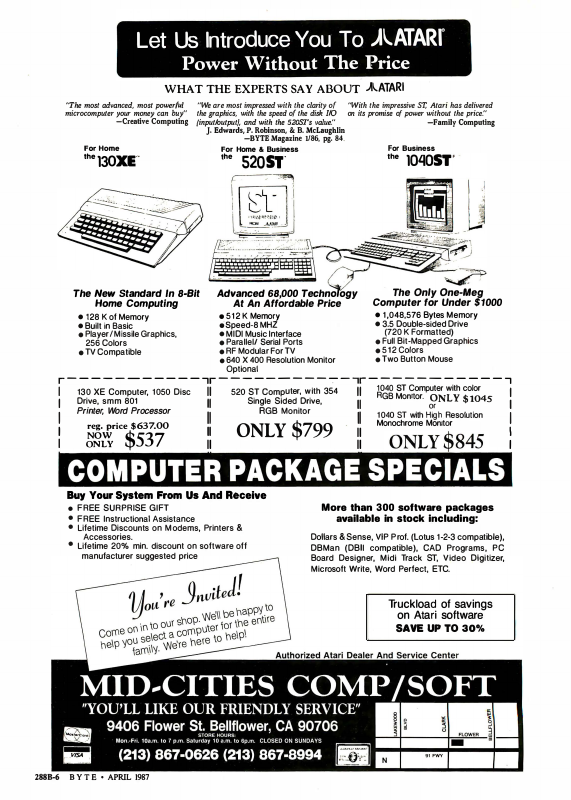 Let Us Introduce You To ATARI®
Power Without The Price
WHAT THE EXPERTS SAY ABOUT ATARI
"The most advanced, most powerful
microcomputer your money can buy"
—Creative Computing
"We are most impressed with the clarity of
the graphics, with the speed of the disk I/O
(input/output), and with the 520ST's value."
J. Edwards, P. Robinson, & B. McLaughlin
—BYTE Magazine 1/86, pg. 84.
"With the impressive ST, Atari has delivered
on its promise of power without the price."
—Family Computing
For Home
the 130XE™
For Home & Business
the 520ST™
For Business
the 1040ST™
ST
The New Standard In 8-Bit
Home Computing
● 128 K of Memory
● Built in Basic
● Player/Missile Graphics,
256 Colors
● TV Compatible
Advanced 68,000 Technology
At An Affordable Price
● 512 K Memory
● Speed-8 MHZ
● MIDI Music Interface
● Parallel/ Serial Ports
● RF Modular For TV
● 640 X 400 Resolution Monitor
Optional
The Only One-Meg
Computer for Under $1000
● 1,048,576 Bytes Memory
● 3.5 Double-sided Drive
(720 K Formatted)
● Full Bit-Mapped Graphics
● 512 Colors
● Two Button Mouse
130 XE Computer, 1050 Disc
Drive, smm 801
Printer, Word Processor
reg. price $637.00
NOW
ONLY $537
520 ST Computer, with 354
Single Sided Drive,
RGB Monitor
ONLY $799
1040 ST Computer with color
RGB Monitor. ONLY $1045
or
1040 ST with High Resolution
Monochrome Monitor
ONLY $845
COMPUTER PACKAGE SPECIALS
Buy Your System From Us And Receive
● FREE SURPRISE GIFT
● FREE Instructional Assistance
● Lifetime Discounts on Modems, Printers &
Accessories.
● Lifetime 20% min. discount on software off
manufacturer suggested price
More than 300 software packages
available in stock including:
Dollars & Sense, VIP Prof. (Lotus 1-2-3 compatible),
DBMan (DBII compatible), CAD Programs, PC
Board Designer, Midi Track ST, Video Digitizer,
Microsoft Write, Word Perfect, ETC.
You're Invited!
Come on in to our shop. We'll be happy to
help you select a computer for the entire
family. We're here to help!
Truckload of savings
on Atari software
SAVE UP TO 30%
Authorized Atari Dealer And Service Center
MID-CITIES COMP/SOFT
"YOU'LL LIKE OUR FRIENDLY SERVICE"
9406 Flower St. Bellflower, CA 90706
STORE HOURS:
Mon.-Fri. 10a.m. to 7 p.m. Saturday 10 a.m. to 6p.m. CLOSED ON SUNDAYS
(213) 867-0626 (213) 867-8994
MasterCard
VISA
LAKEWOOD
BLVD
CLARK
BELLFLOWER
FLOWER
91 FWY
N
288B-6 BYTE • APRIL 1987